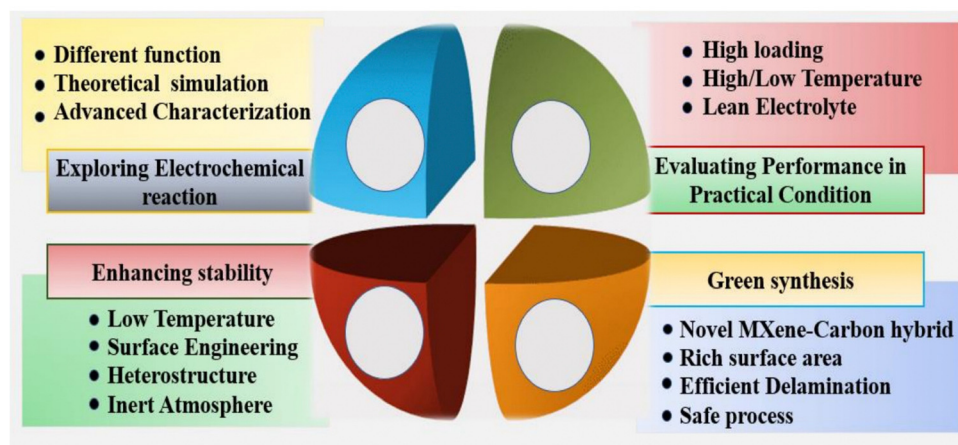 Different function
Theoretical simulation
Advanced Characterization
Exploring Electrochemical
reaction
High loading
High/Low Temperature
Lean Electrolyte
Evaluating Performance in
Practical Condition
Enhancing stability
Low Temperature
Surface Engineering
Heterostructure
Inert Atmosphere
Green synthesis
Novel MXene-Carbon hybrid
Rich surface area
Efficient Delamination
Safe process